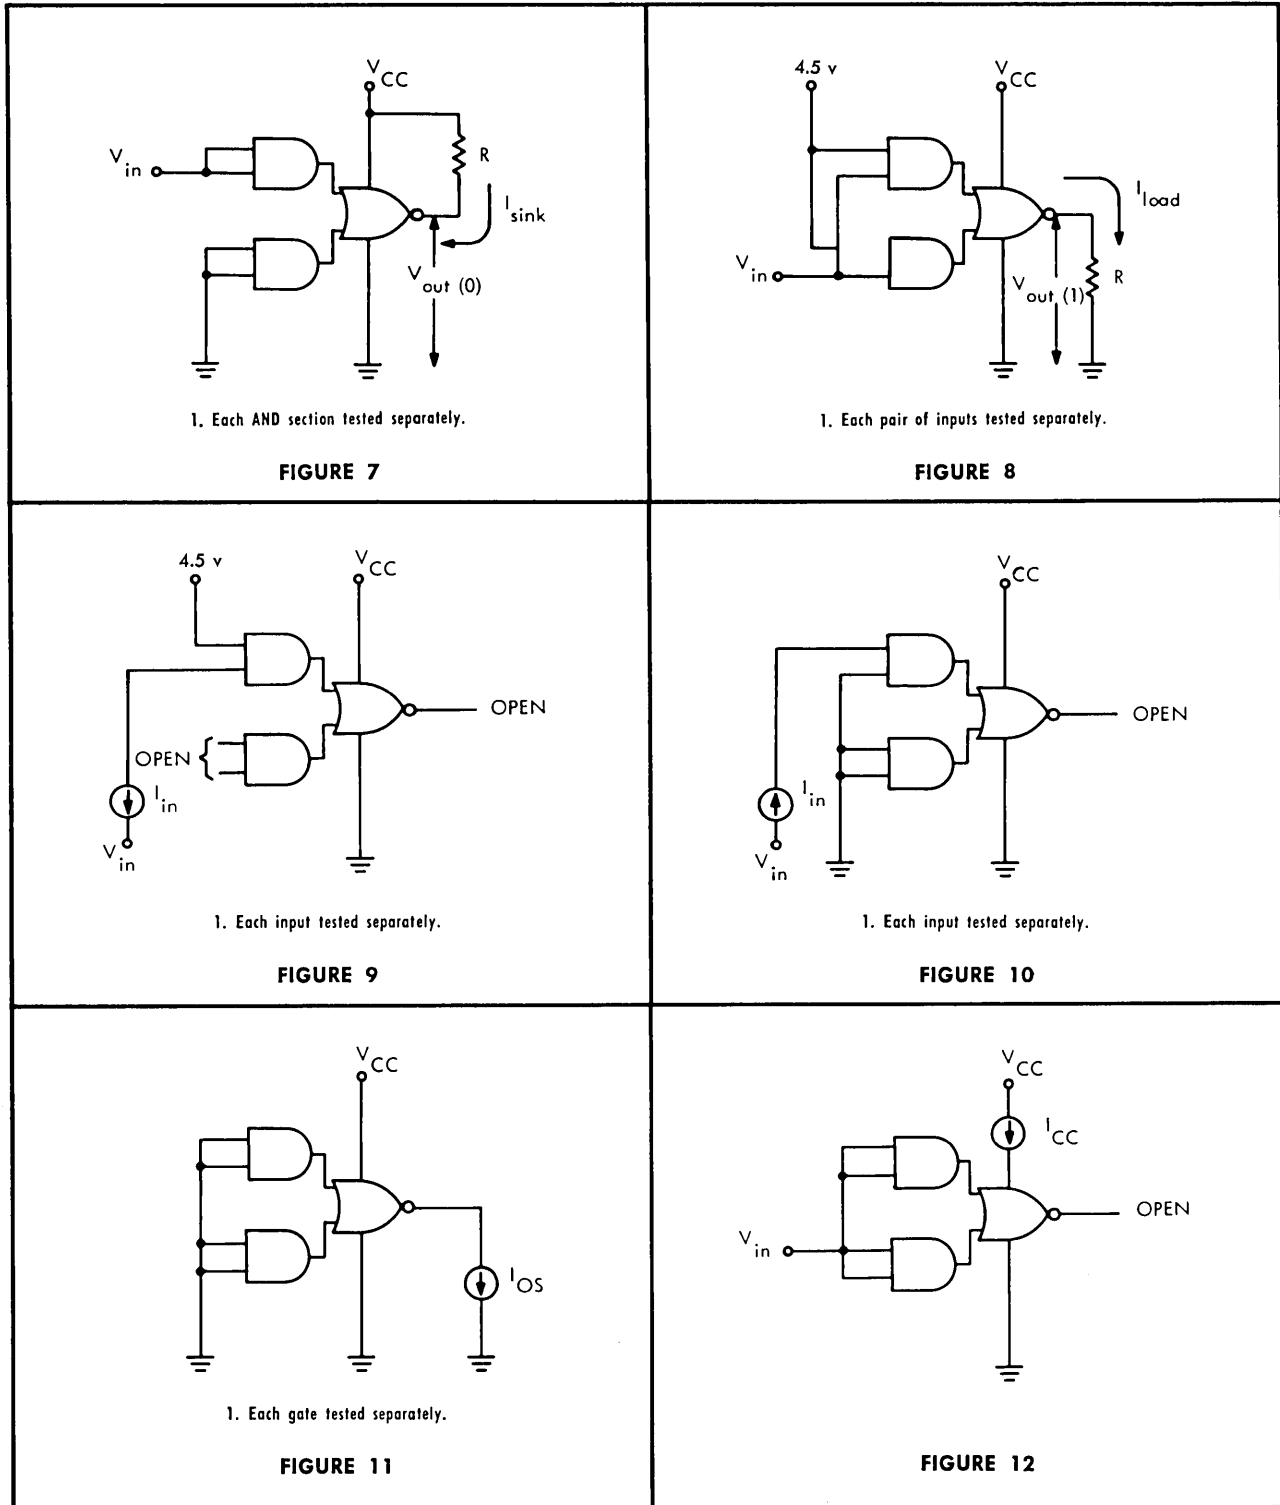 VCC
Vin
R
Isink
Vout (0)
1. Each AND section tested separately.
FIGURE 7
4.5 v
VCC
Iload
Vin
Vout (1)
R
1. Each pair of inputs tested separately.
FIGURE 8
4.5 v
VCC
OPEN
OPEN
Iin
Vin
1. Each input tested separately.
FIGURE 9
VCC
OPEN
Iin
Vin
1. Each input tested separately.
FIGURE 10
VCC
IOS
1. Each gate tested separately.
FIGURE 11
VCC
ICC
OPEN
Vin
FIGURE 12